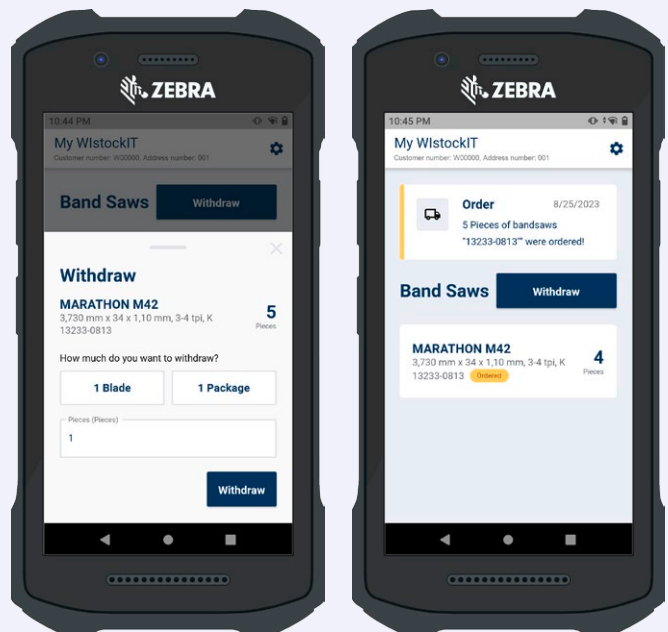 ZEBRA
10:44 PM
My WIstockIT
Customer number: W00000, Address number: 001
Band Saws
Withdraw
Withdraw
MARATHON M42
3,730 mm x 34 x 1,10 mm, 3-4 tpi, K
13233-0813
5
Pieces
How much do you want to withdraw?
1 Blade
1 Package
Pieces (Pieces)
1
Withdraw
ZEBRA
10:45 PM
My WIstockIT
Customer number: W00000, Address number: 001
Order
8/25/2023
5 Pieces of bandsaws
"13233-0813"" were ordered!
Band Saws
Withdraw
MARATHON M42
3,730 mm x 34 x 1,10 mm, 3-4 tpi, K
13233-0813 Ordered
4
Pieces